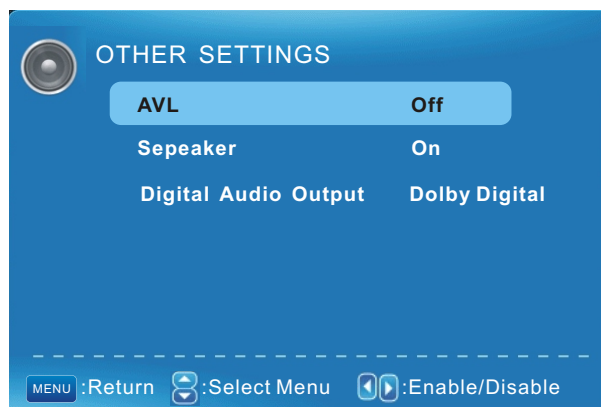 OTHER SETTINGS
AVL Off
Sepeaker On
Digital Audio Output Dolby Digital
MENU :Return :Select Menu :Enable/Disable